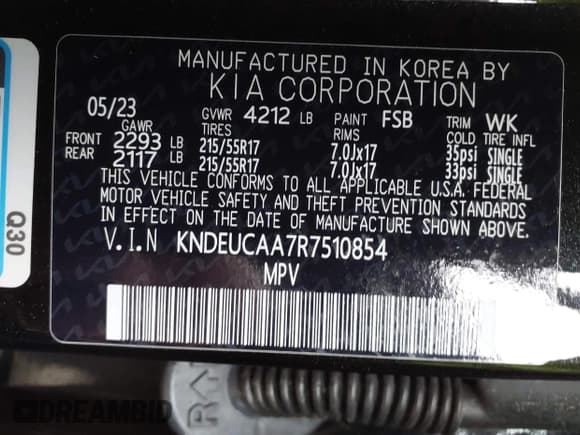 MANUFACTURED IN KOREA BY
KIA CORPORATION
05/23 GVWR 4212 LB PAINT FSB TRIM WK
GAWR TIRES RIMS COLD TIRE INFL
FRONT 2293 LB 215/55R17 7.0Jx17 35psi SINGLE
REAR 2117 LB 215/55R17 7.0Jx17 33psi SINGLE
THIS VEHICLE CONFORMS TO ALL APPLICABLE U.S.A. FEDERAL
MOTOR VEHICLE SAFETY AND THEFT PREVENTION STANDARDS
IN EFFECT ON THE DATE OF MANUFACTURE SHOWN ABOVE.
V.I.N KNDEUCAA7R7510854
MPV
Q30
DREAMBID